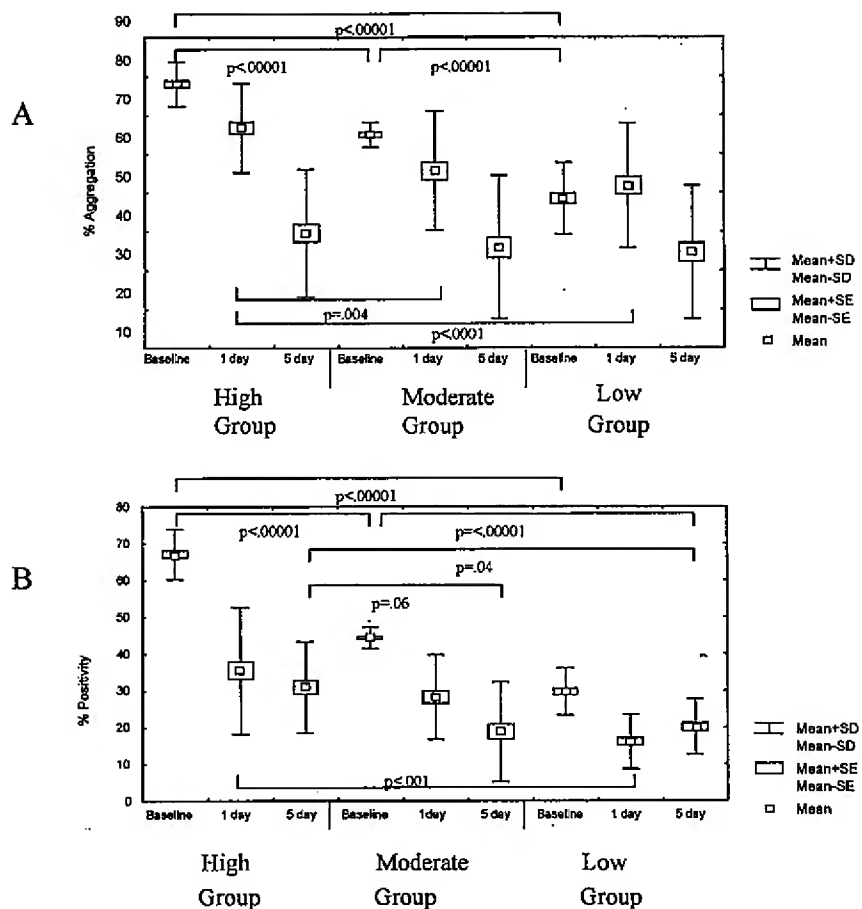 A
% Aggregation
90
80
70
60
50
40
30
20
10
p<.00001
p<.00001
p<.00001
p=.004
p<.0001
Mean+SD
Mean-SD
Mean+SE
Mean-SE
Mean
Baseline 1 day 5 day Baseline 1 day 5 day Baseline 1 day 5 day
High Moderate Low
Group Group Group
B
% Positivity
80
70
60
50
40
30
20
10
0
p<.00001
p<.00001
p=<.00001
p=.04
p=.06
p<.001
Mean+SD
Mean-SD
Mean+SE
Mean-SE
Mean
Baseline 1 day 5 day Baseline 1day 5 day Baseline 1 day 5 day
High Moderate Low
Group Group Group